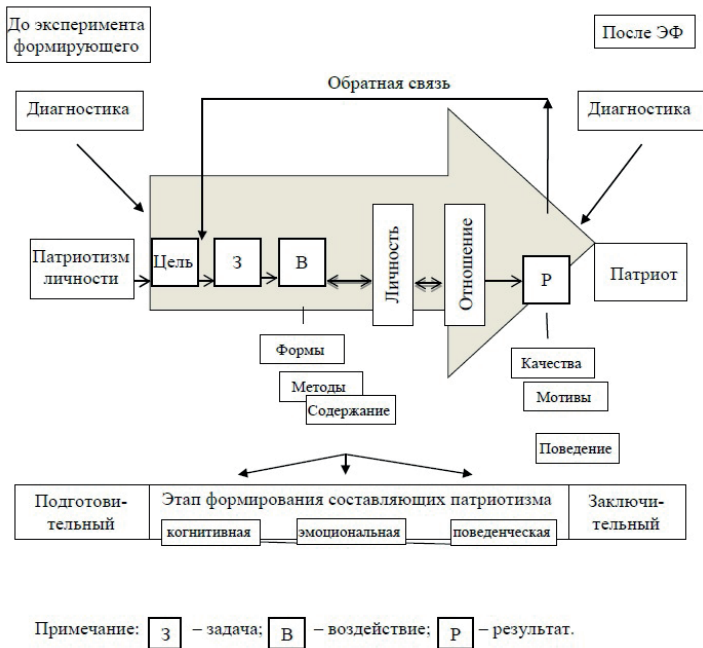 До эксперимента
формирующего
После ЭФ
Обратная связь
Диагностика
Диагностика
Патриотизм
личности
Цель
З
В
Личность
Отношение
Р
Патриот
Формы
Методы
Содержание
Качества
Мотивы
Поведение
Подготови-
тельный
Этап формирования составляющих патриотизма
когнитивная
эмоциональная
поведенческая
Заключи-
тельный
Примечание: З – задача; В – воздействие; Р – результат.